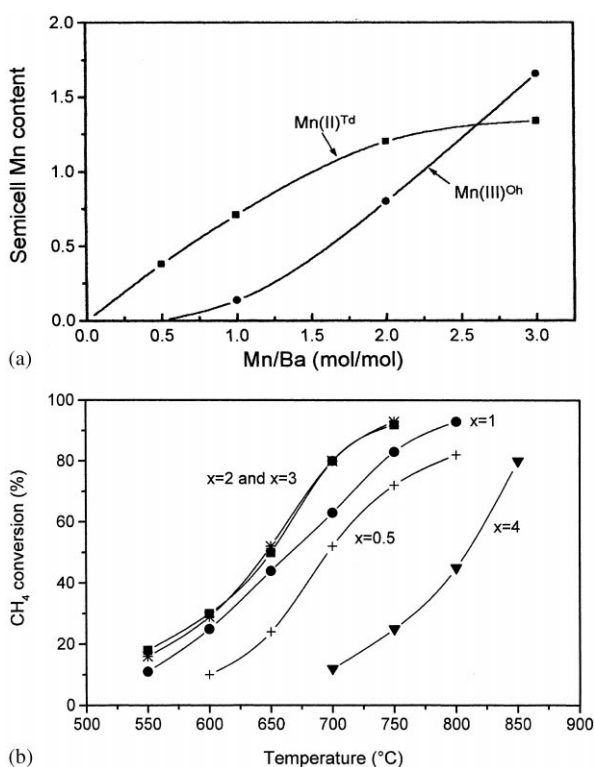 2.0
1.5
1.0
0.5
0.0
Semicell Mn content
Mn(II)Td
Mn(III)Oh
0.0 0.5 1.0 1.5 2.0 2.5 3.0
(a)
Mn/Ba (mol/mol)
100
80
60
40
20
0
CH4 conversion (%)
x=2 and x=3
x=1
x=0.5
x=4
500 550 600 650 700 750 800 850 900
(b)
Temperature (°C)